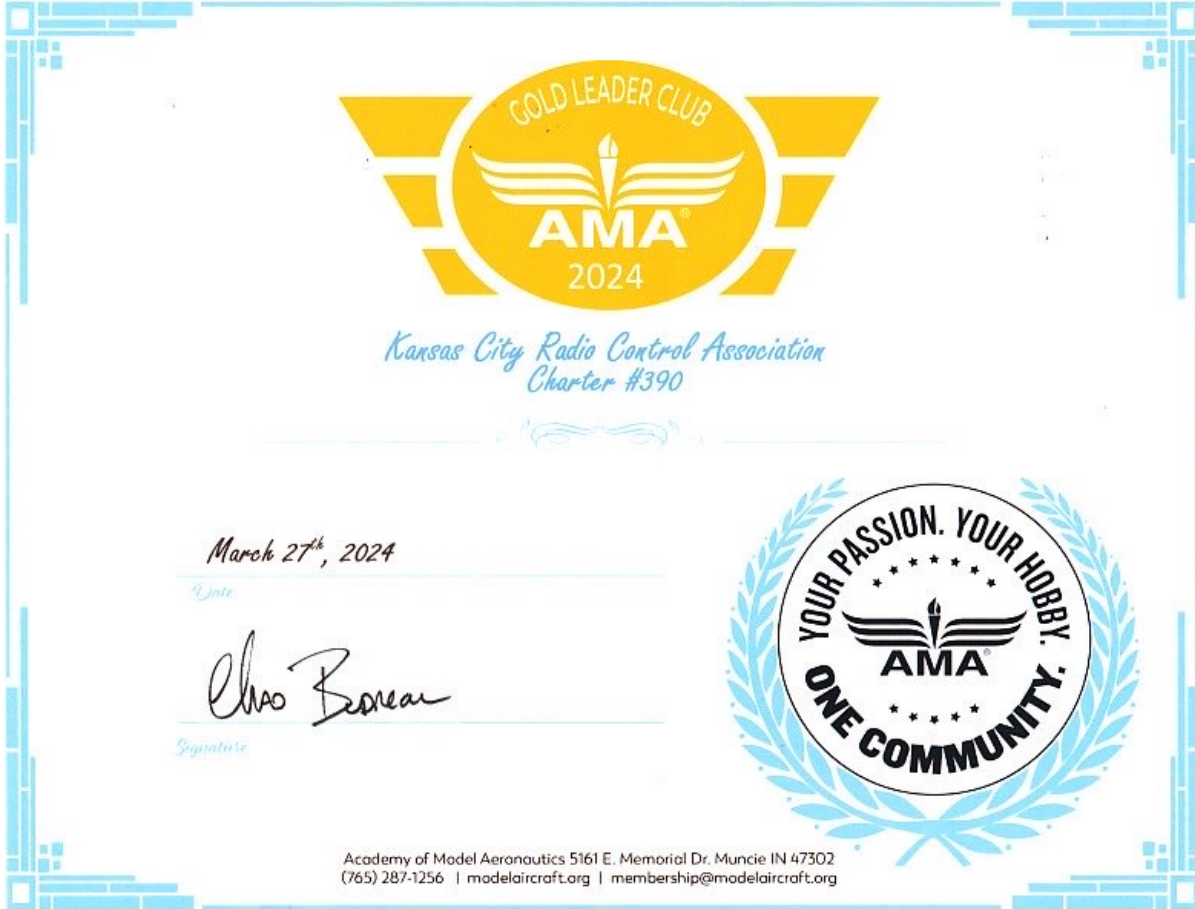 GOLD LEADER CLUB
AMA®
2024
Kansas City Radio Control Association
Charter #390
March 27th, 2024
Date
Signature
YOUR PASSION. YOUR HOBBY.
AMA®
ONE COMMUNITY.
Academy of Model Aeronautics 5161 E. Memorial Dr. Muncie IN 47302
(765) 287-1256 | modelaircraft.org | membership@modelaircraft.org